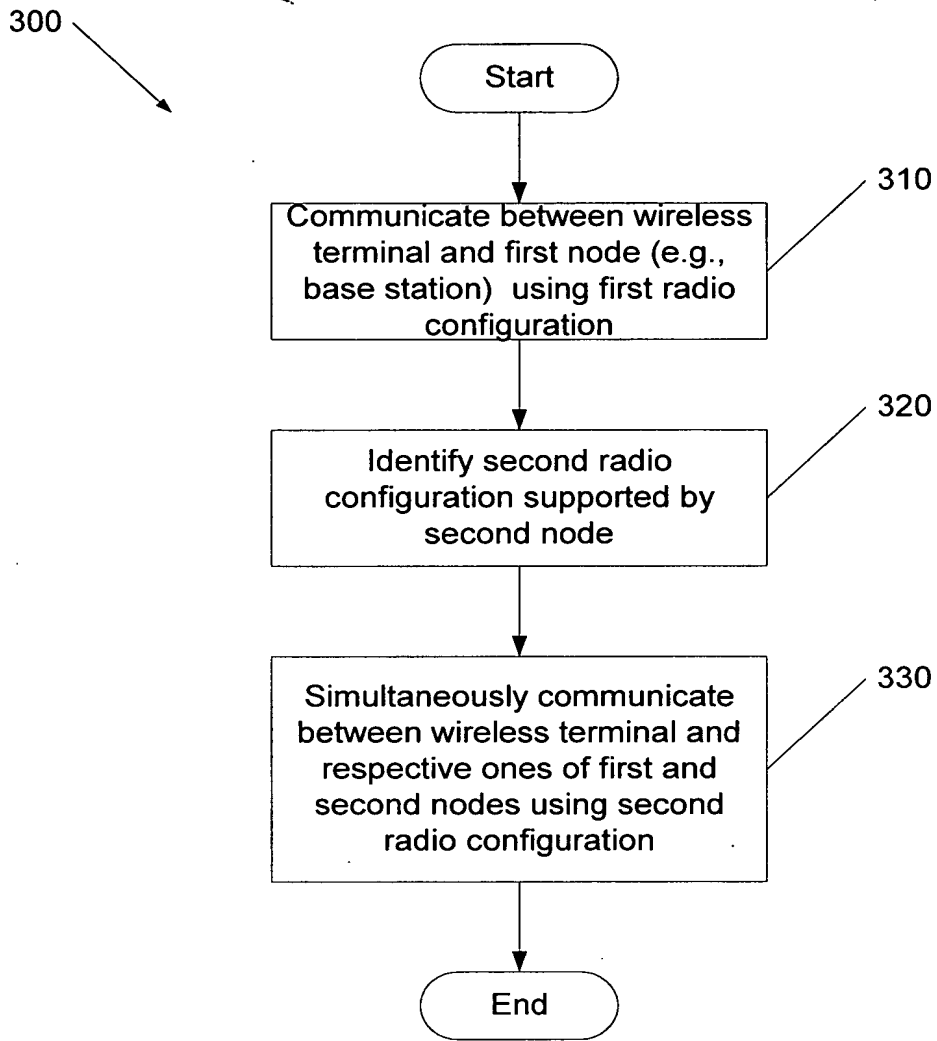 300
Start
310
Communicate between wireless
terminal and first node (e.g.,
base station) using first radio
configuration
320
Identify second radio
configuration supported by
second node
330
Simultaneously communicate
between wireless terminal and
respective ones of first and
second nodes using second
radio configuration
End